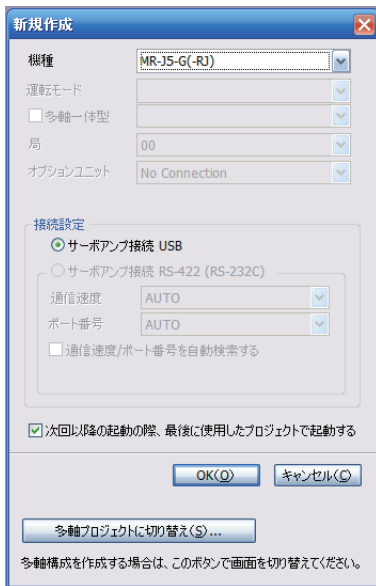 新規作成
機種 MR-J5-G(-RJ)
運転モード
多軸一体型
局 00
オプションユニット No Connection
接続設定
サーボアンプ接続 USB
サーボアンプ接続 RS-422 (RS-232C)
通信速度 AUTO
ポート番号 AUTO
通信速度/ポート番号を自動検索する
次回以降の起動の際、最後に使用したプロジェクトで起動する
OK(O) キャンセル(C)
多軸プロジェクトに切り替え(S)...
多軸構成を作成する場合は、このボタンで画面を切り替えてください。